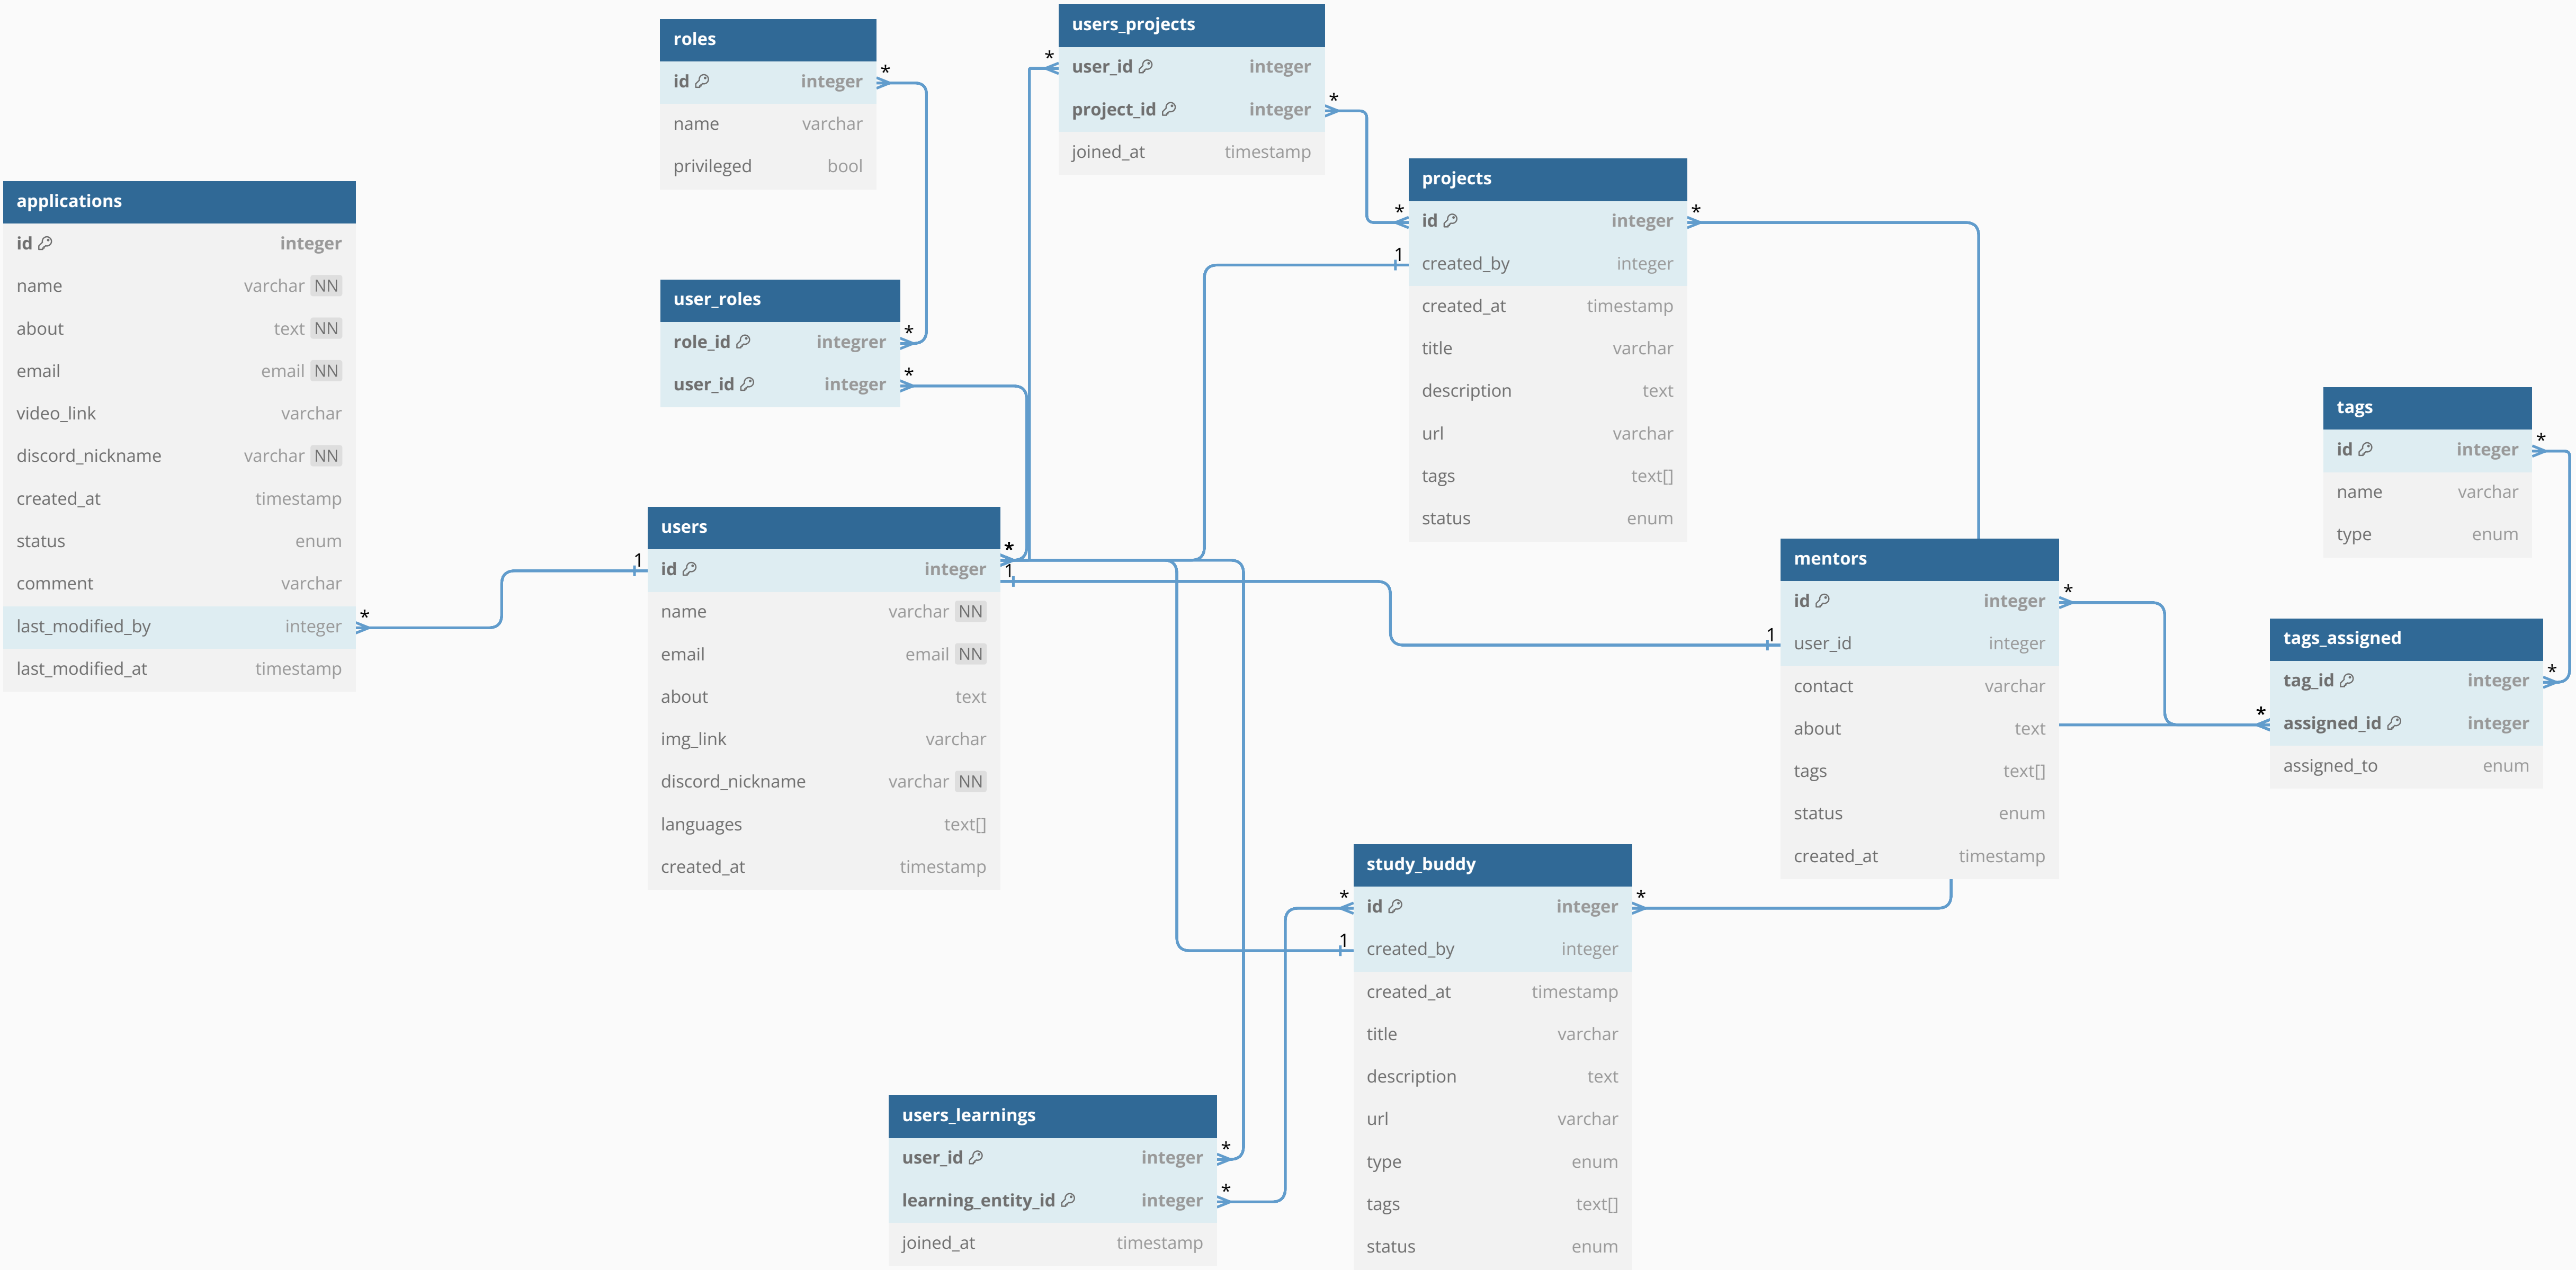 roles
id integer
name varchar
privileged bool
users_projects
user_id integer
project_id integer
joined_at timestamp
applications
id integer
name varchar NN
about text NN
email email NN
video_link varchar
discord_nickname varchar NN
created_at timestamp
status enum
comment varchar
last_modified_by integer
last_modified_at timestamp
user_roles
role_id integrer
user_id integer
projects
id integer
created_by integer
created_at timestamp
title varchar
description text
url varchar
tags text[]
status enum
users
id integer
name varchar NN
email email NN
about text
img_link varchar
discord_nickname varchar NN
languages text[]
created_at timestamp
mentors
id integer
user_id integer
contact varchar
about text
tags text[]
status enum
created_at timestamp
tags
id integer
name varchar
type enum
tags_assigned
tag_id integer
assigned_id integer
assigned_to enum
study_buddy
id integer
created_by integer
created_at timestamp
title varchar
description text
url varchar
type enum
tags text[]
status enum
users_learnings
user_id integer
learning_entity_id integer
joined_at timestamp
* * * * * * * * * * * * * * * * * *
1 1 1 1 1